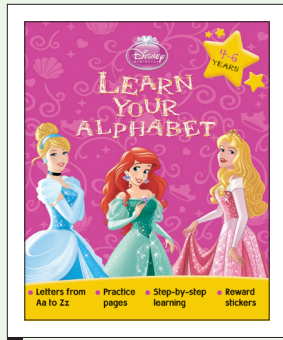 Disney
PRINCESS
4-6
YEARS
LEARN
YOUR
ALPHABET
• Letters from
Aa to Zz
• Practice
pages
• Step-by-step
learning
• Reward
stickers